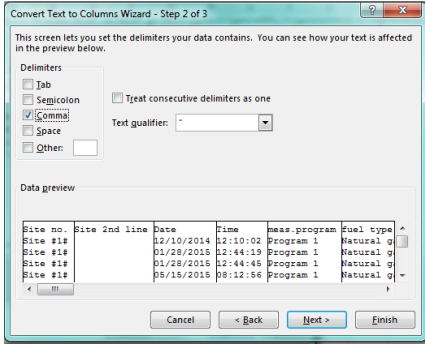 Convert Text to Columns Wizard - Step 2 of 3
This screen lets you set the delimiters your data contains. You can see how your text is affected
in the preview below.
Delimiters
Tab
Semicolon
Comma
Space
Other:
Treat consecutive delimiters as one
Text qualifier: "
Data preview
Site no. Site 2nd line Date Time meas.program fuel type
Site #1# 12/10/2014 12:10:02 Program 1 Natural g
Site #1# 01/28/2015 12:44:19 Program 1 Natural g
Site #1# 01/28/2015 12:44:45 Program 1 Natural g
Site #1# 05/15/2015 08:12:56 Program 1 Natural g
Cancel < Back Next > Finish